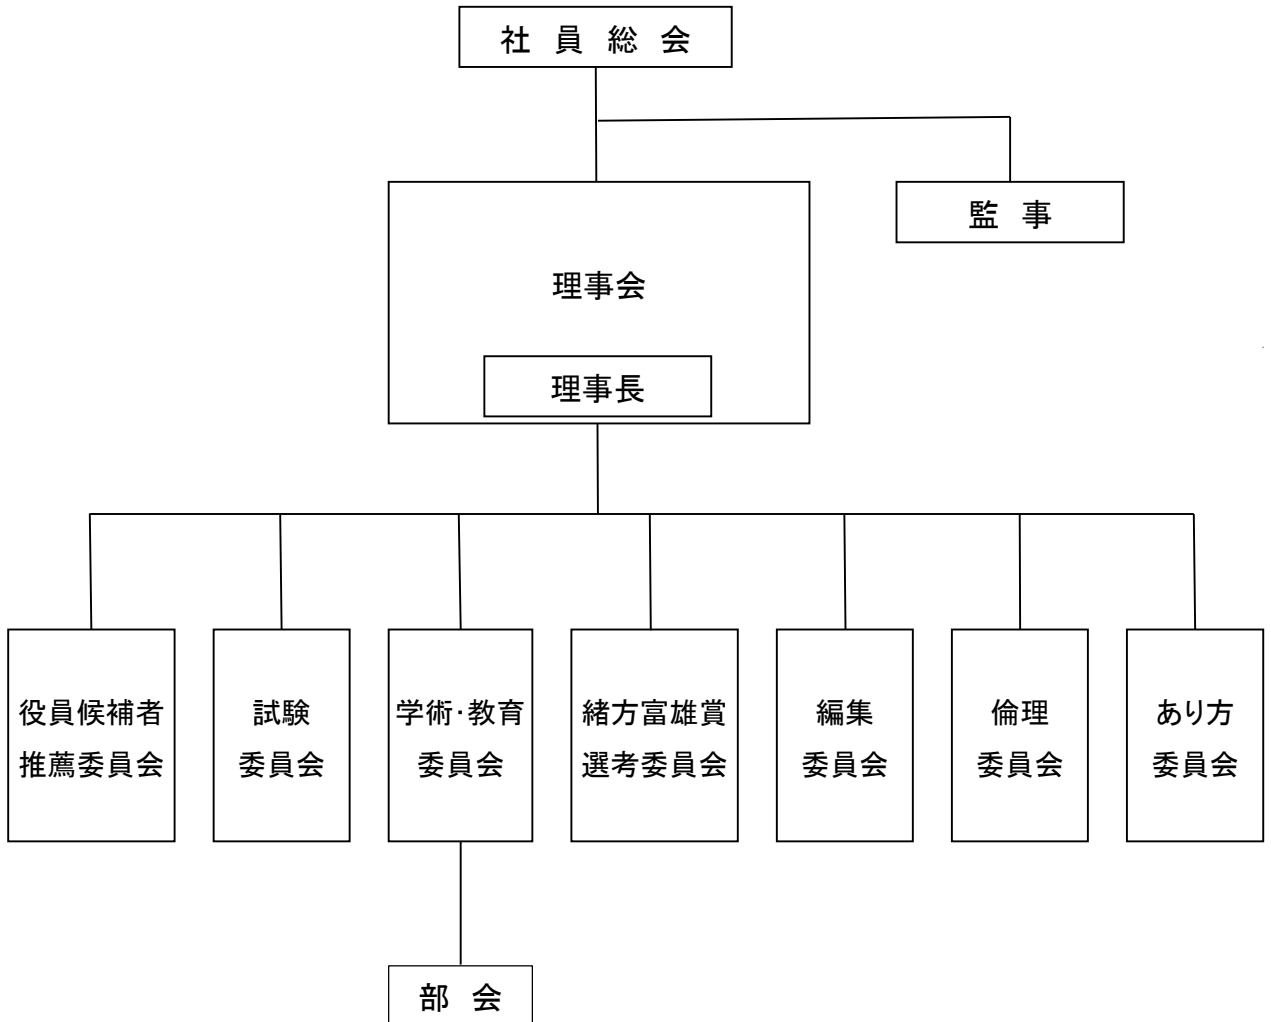 社 員 総 会
監 事
理事会
理事長
役員候補者
推薦委員会
試験
委員会
学術・教育
委員会
緒方富雄賞
選考委員会
編集
委員会
倫理
委員会
あり方
委員会
部 会